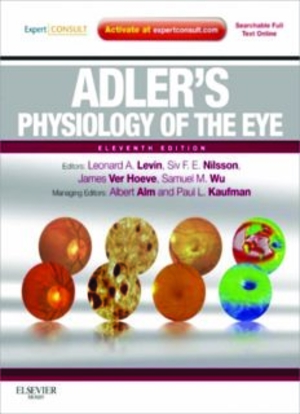 Expert CONSULT
Activate at expertconsult.com
Searchable Full
Text Online
ADLER'S
PHYSIOLOGY OF THE EYE
ELEVENTH EDITION
Editors: Leonard A. Levin, Siv F. E. Nilsson,
James Ver Hoeve, Samuel M. Wu
Managing Editors: Albert Alm and Paul L. Kaufman
ELSEVIER